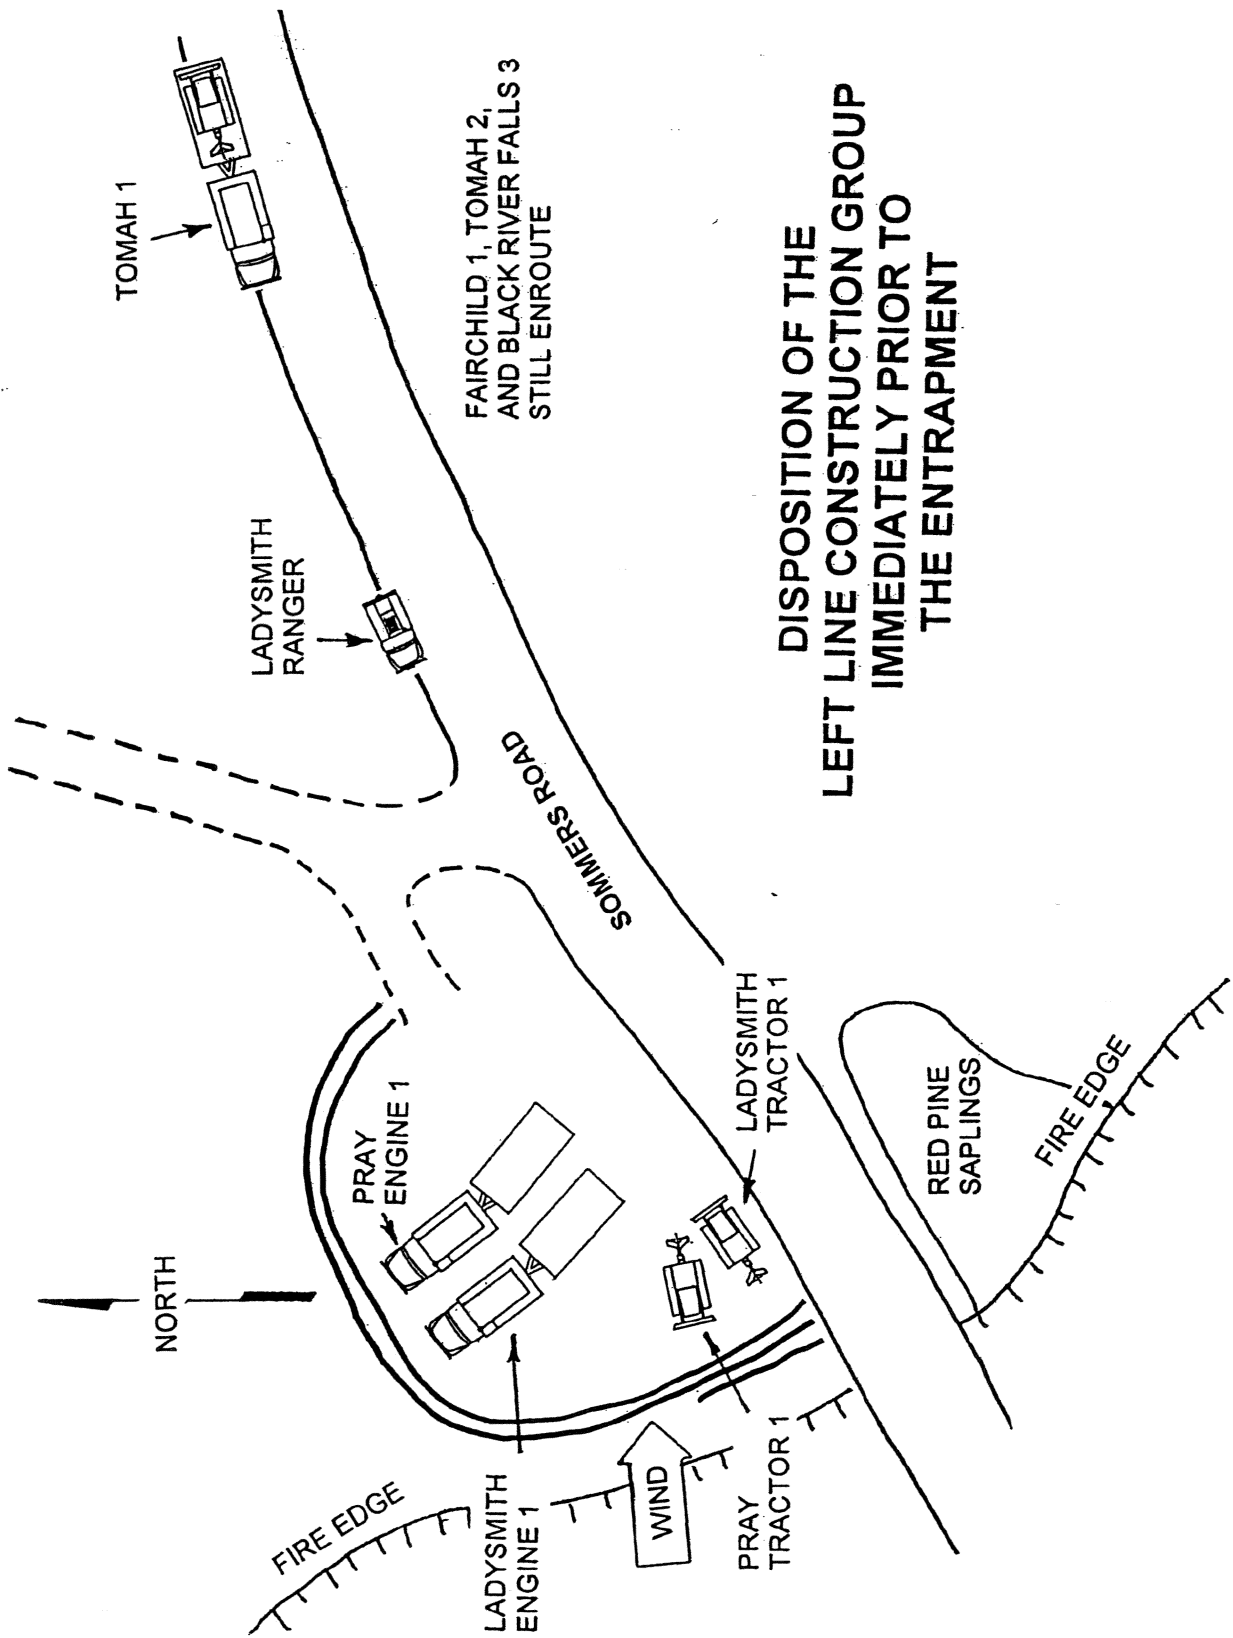 TOMAH 1
FAIRCHILD 1, TOMAH 2,
AND BLACK RIVER FALLS 3
STILL ENROUTE
LADYSMITH
RANGER
SOMMERS ROAD
NORTH
PRAY
ENGINE 1
LADYSMITH
TRACTOR 1
RED PINE
SAPLINGS
FIRE EDGE
FIRE EDGE
LADYSMITH
ENGINE 1
WIND
PRAY
TRACTOR 1
DISPOSITION OF THE
LEFT LINE CONSTRUCTION GROUP
IMMEDIATELY PRIOR TO
THE ENTRAPMENT